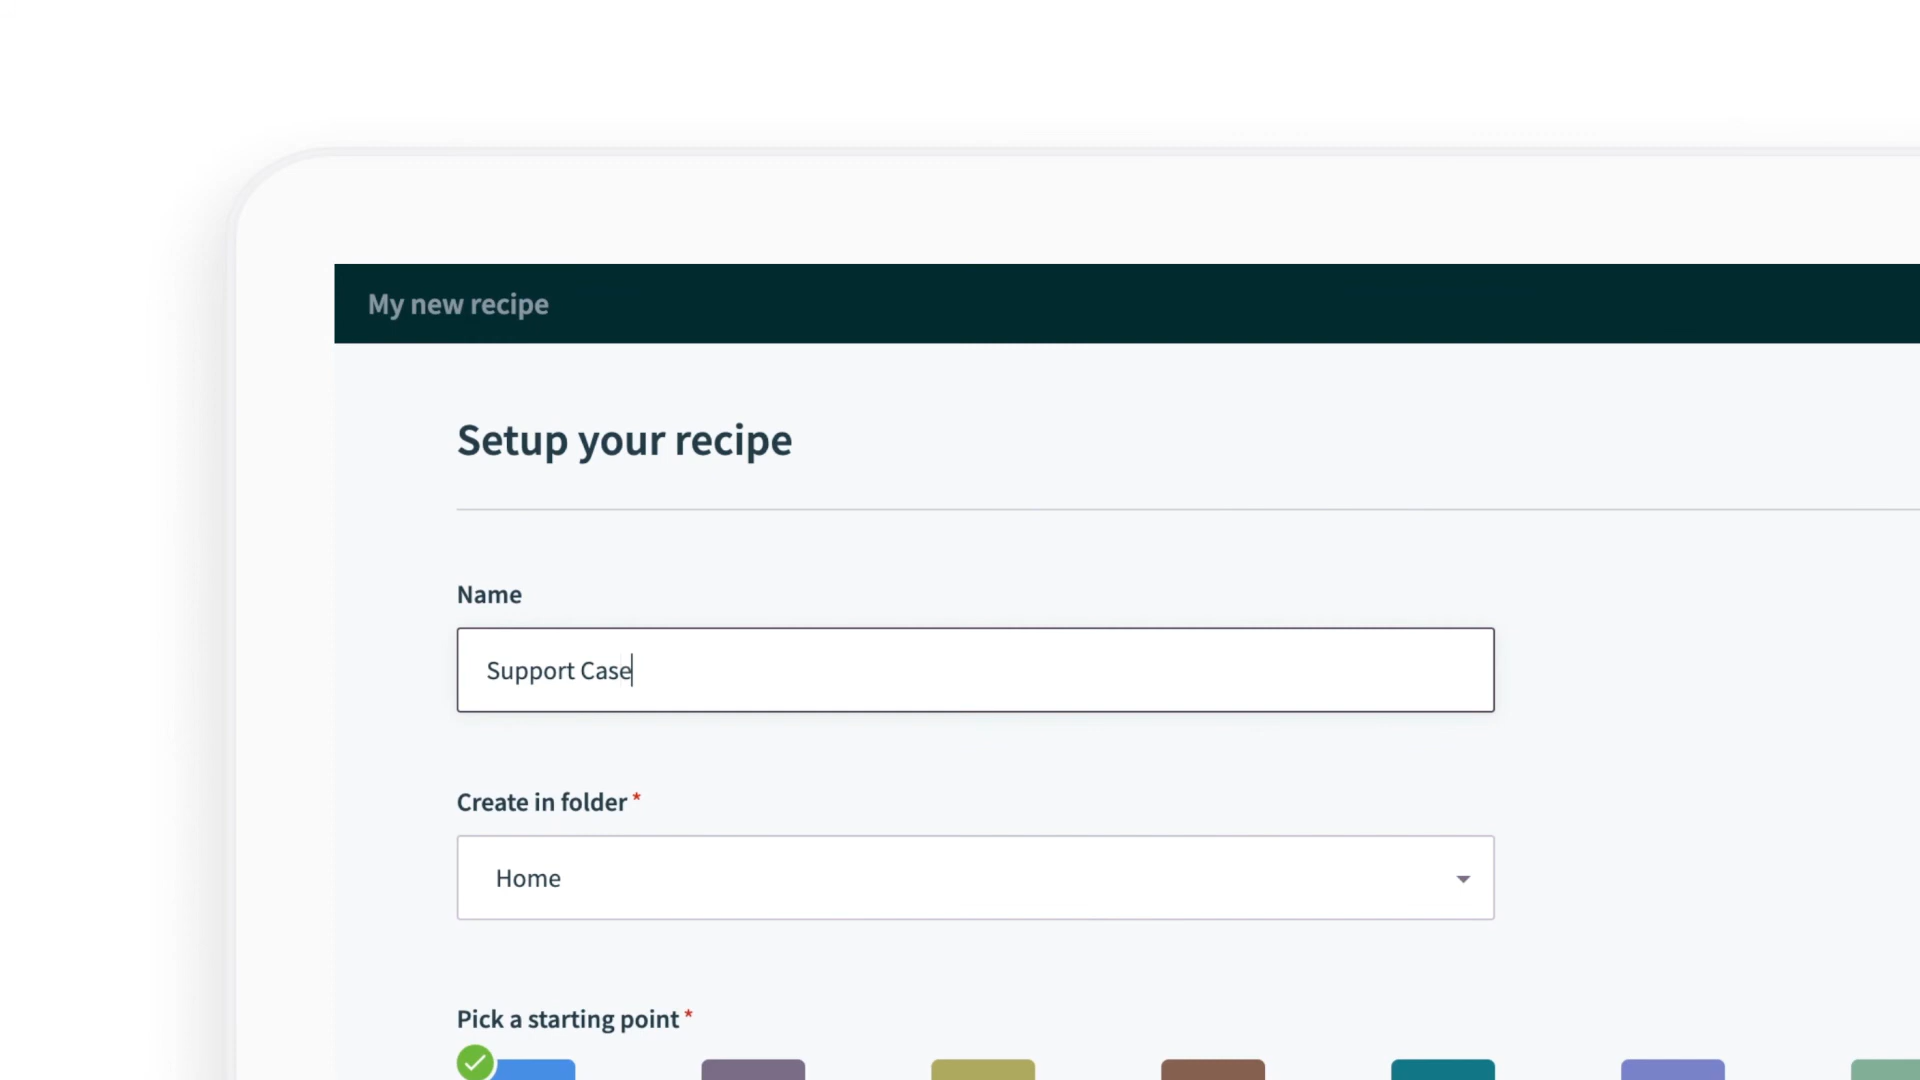 My new recipe
Setup your recipe
Name
Support Case
Create in folder *
Home
Pick a starting point *